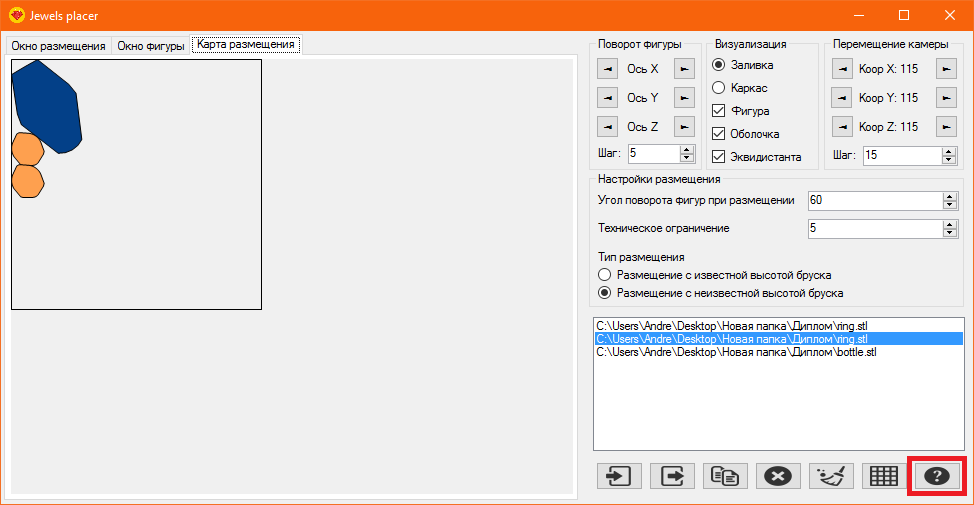 Jewels placer
Окно размещения
Окно фигуры
Карта размещения
Поворот фигуры
Ось X
Ось Y
Ось Z
Шаг: 5
Визуализация
Заливка
Каркас
Фигура
Оболочка
Эквидистанта
Перемещение камеры
Коор X: 115
Коор Y: 115
Коор Z: 115
Шаг: 15
Настройки размещения
Угол поворота фигур при размещении 60
Техническое ограничение 5
Тип размещения
Размещение с известной высотой бруска
Размещение с неизвестной высотой бруска
C:\Users\Andre\Desktop\Новая папка\Диплом\ring.stl
C:\Users\Andre\Desktop\Новая папка\Диплом\ring.stl
C:\Users\Andre\Desktop\Новая папка\Диплом\bottle.stl
?